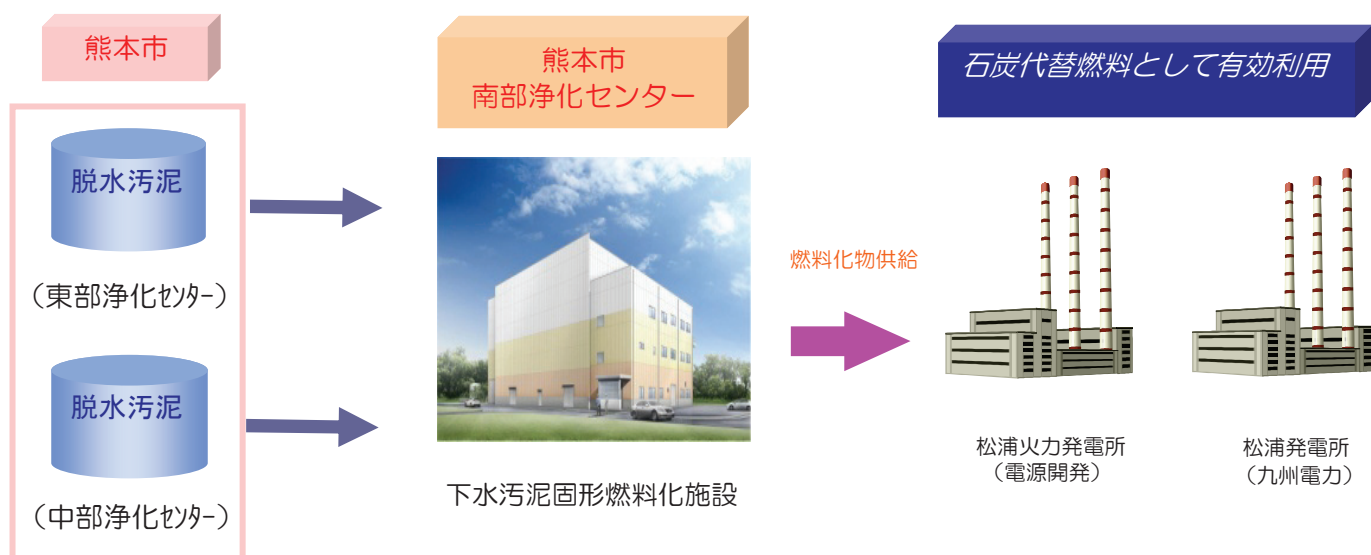 熊本市
脱水汚泥
（東部浄化ｾﾝﾀｰ）
脱水汚泥
（中部浄化ｾﾝﾀｰ）
熊本市
南部浄化センター
下水汚泥固形燃料化施設
燃料化物供給
石炭代替燃料として有効利用
松浦火力発電所
（電源開発）
松浦発電所
（九州電力）